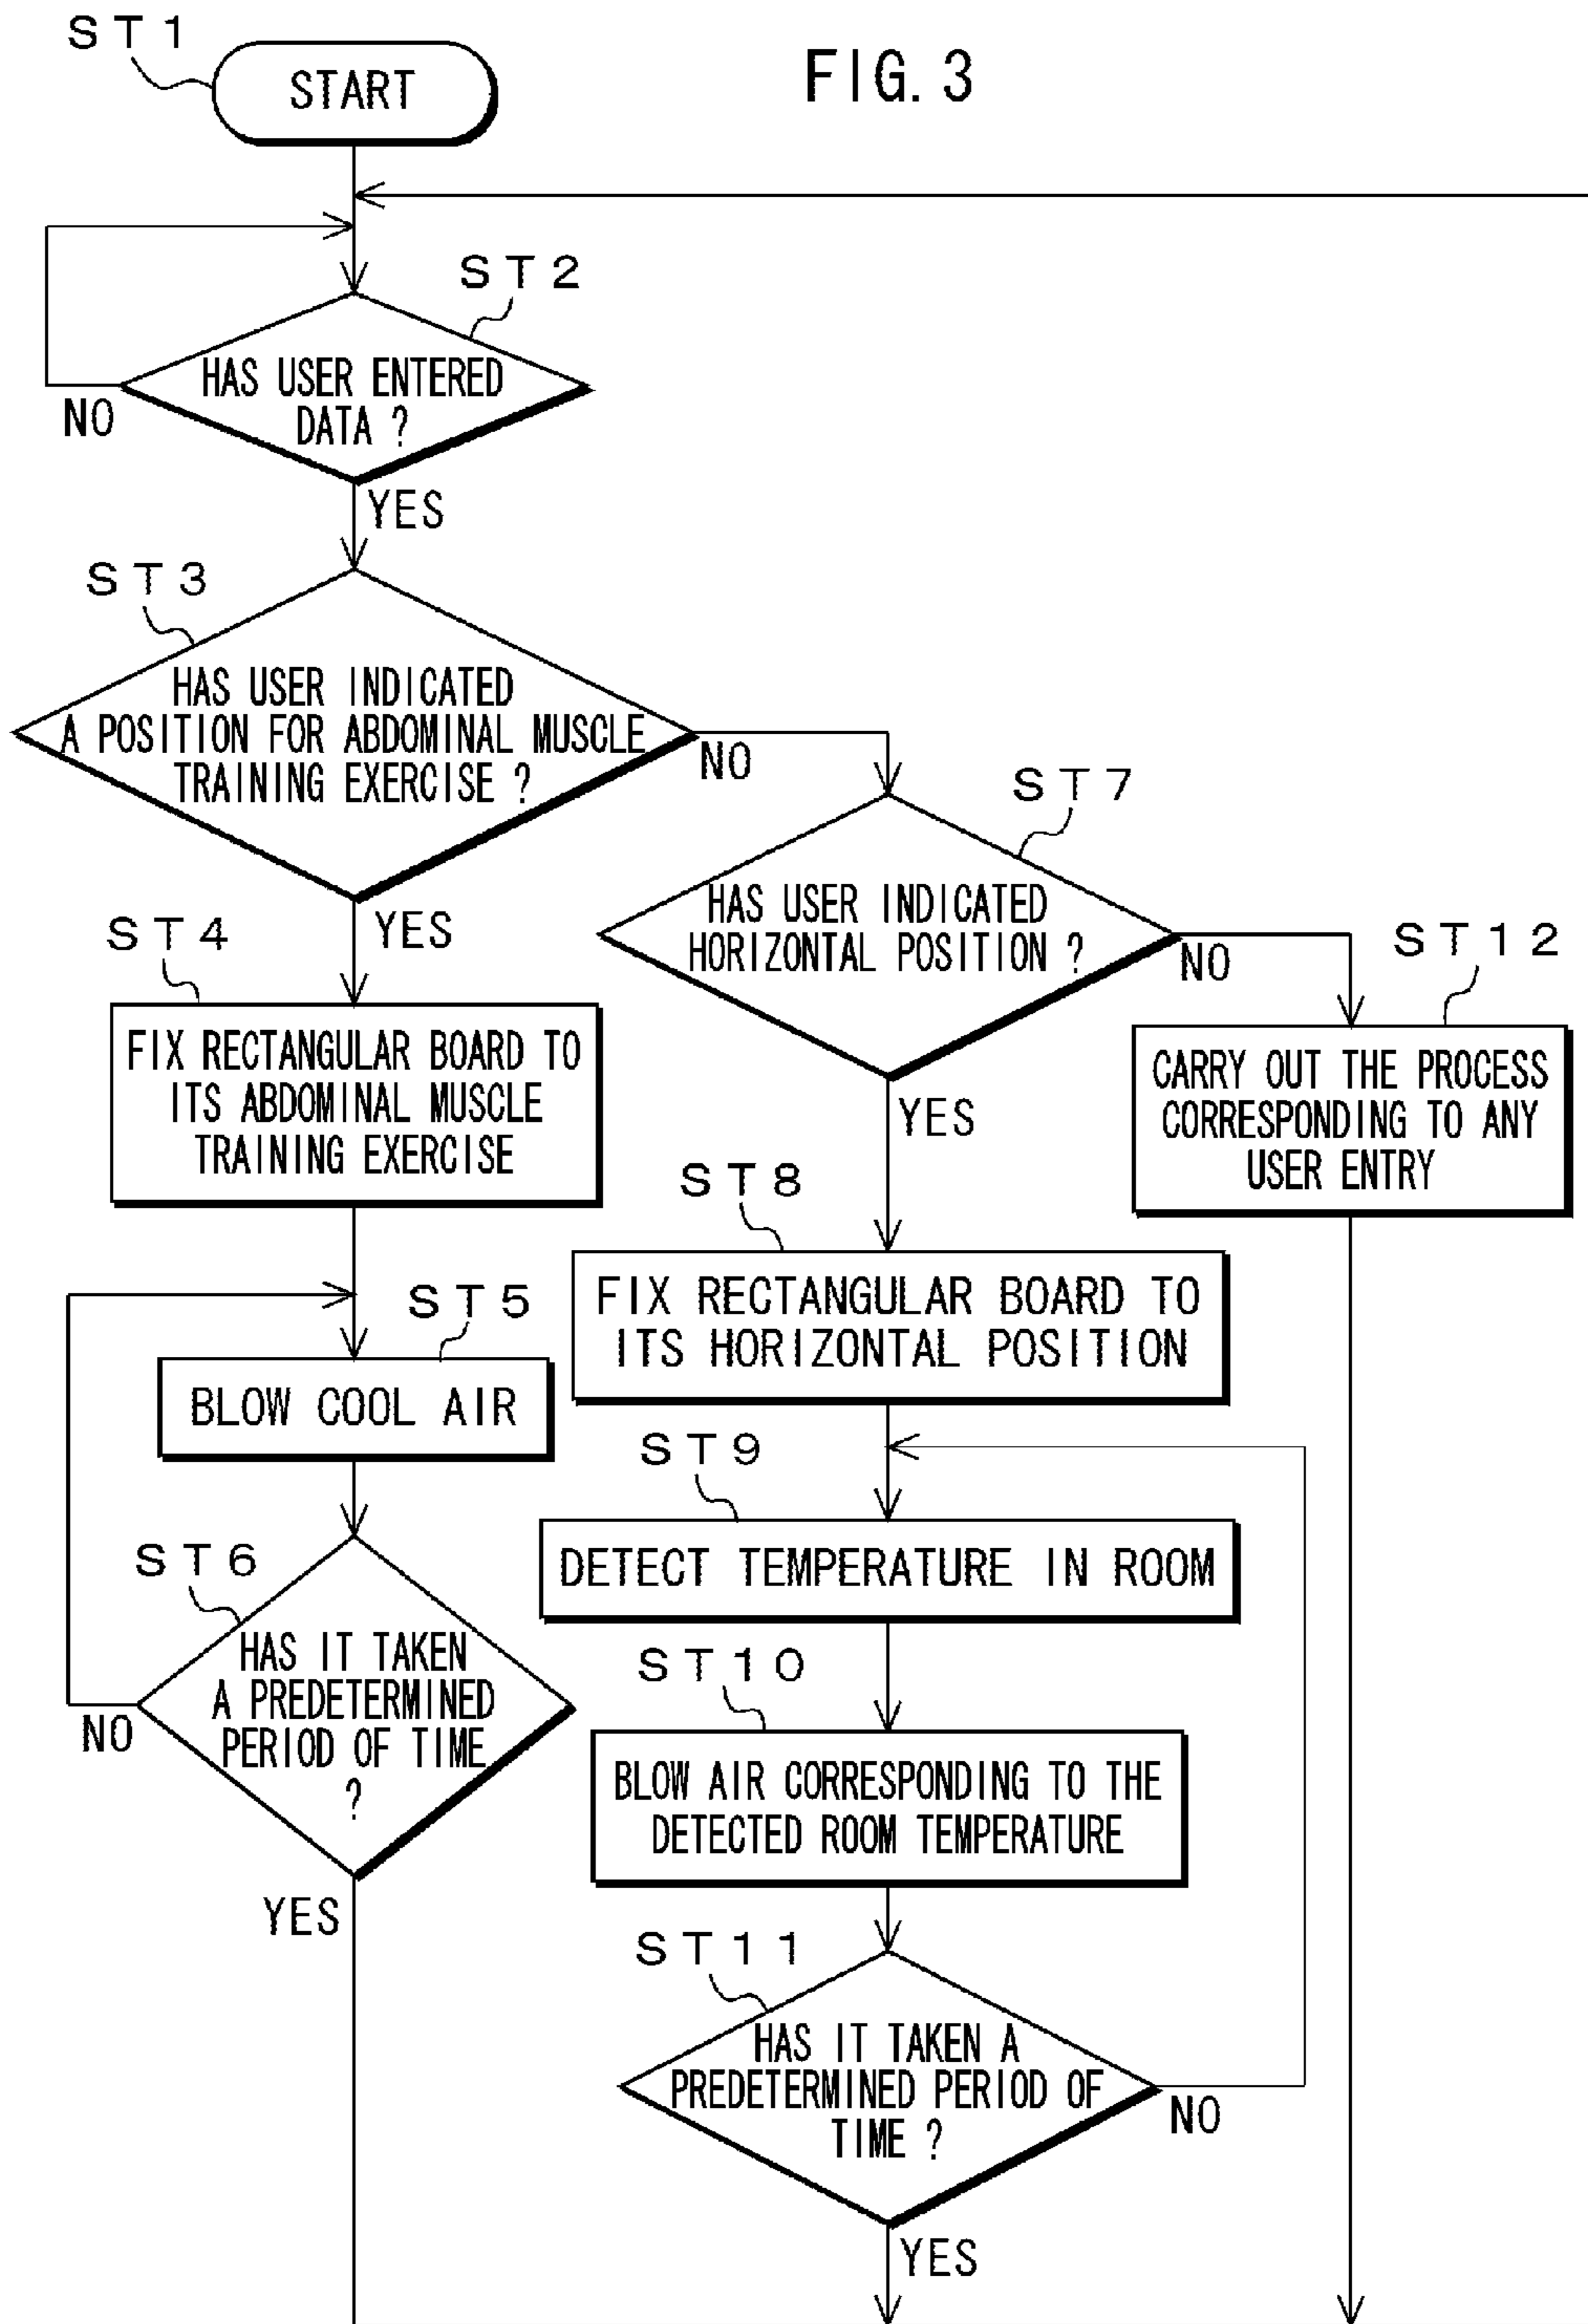 FIG. 3
ST1
START
ST2
HAS USER ENTERED
DATA ?
NO
YES
ST3
HAS USER INDICATED
A POSITION FOR ABDOMINAL MUSCLE
TRAINING EXERCISE ?
NO
YES
ST4
FIX RECTANGULAR BOARD TO
ITS ABDOMINAL MUSCLE
TRAINING EXERCISE
ST5
BLOW COOL AIR
ST6
HAS IT TAKEN
A PREDETERMINED
PERIOD OF TIME
?
NO
YES
ST7
HAS USER INDICATED
HORIZONTAL POSITION ?
NO
YES
ST8
FIX RECTANGULAR BOARD TO
ITS HORIZONTAL POSITION
ST9
DETECT TEMPERATURE IN ROOM
ST10
BLOW AIR CORRESPONDING TO THE
DETECTED ROOM TEMPERATURE
ST11
HAS IT TAKEN A
PREDETERMINED PERIOD OF
TIME ?
NO
YES
ST12
CARRY OUT THE PROCESS
CORRESPONDING TO ANY
USER ENTRY